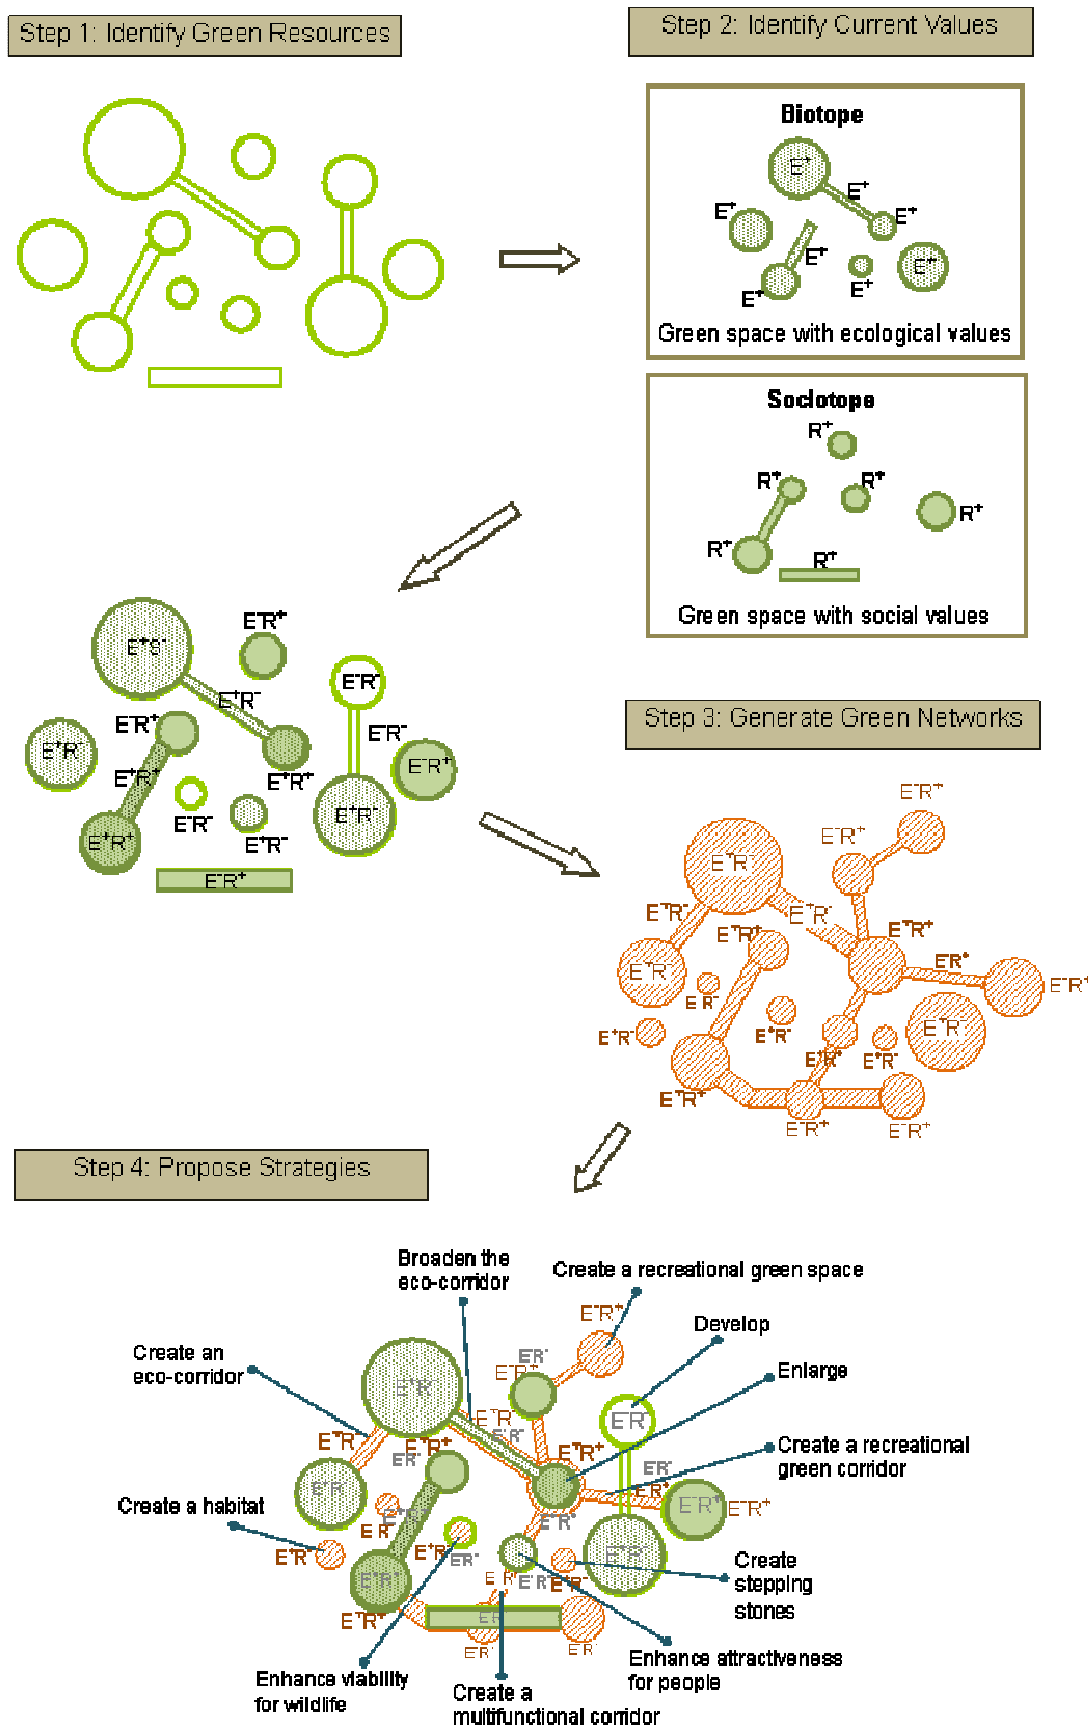 Step 1: Identify Green Resources
Step 2: Identify Current Values
Biotope
E⁺
E⁺
E⁺
E⁺
E⁺
E⁺
E⁺
E⁺
Green space with ecological values
Sociotope
R⁺
R⁺
R⁺
R⁺
R⁺
R⁺
Green space with social values
E⁻R⁺
E⁺S⁻
E⁻R⁻
E⁺R⁻
E⁻R⁺
E⁻R⁻
E⁺R⁻
E⁻R⁺
E⁺R⁺
E⁺R⁺
E⁻R⁻
E⁺R⁻
E⁺R⁻
E⁺R⁺
E⁻R⁺
Step 3: Generate Green Networks
E⁻R⁺
E⁻R⁺
E⁺R⁻
E⁺R⁻
E⁺R⁻
E⁺R⁺
E⁺R⁺
E⁻R⁺
E⁺R⁻
E⁻R⁺
E⁻R⁻
E⁺R⁻
E⁺R⁻
E⁺R⁻
E⁺R⁺
E⁺R⁻
E⁺R⁺
E⁻R⁺
E⁻R⁺
Step 4: Propose Strategies
Broaden the
eco-corridor
Create a recreational green space
E⁻R⁺
Develop
Create an
eco-corridor
Enlarge
Create a recreational
green corridor
Create a habitat
Create
stepping
stones
Enhance attractiveness
for people
Enhance viability
for wildlife
Create a
multifunctional corridor